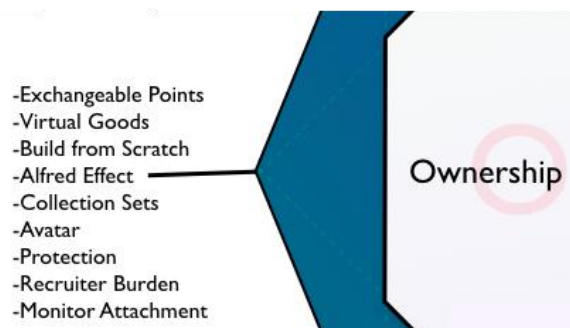 -Exchangeable Points
-Virtual Goods
-Build from Scratch
-Alfred Effect
-Collection Sets
-Avatar
-Protection
-Recruiter Burden
-Monitor Attachment
Ownership